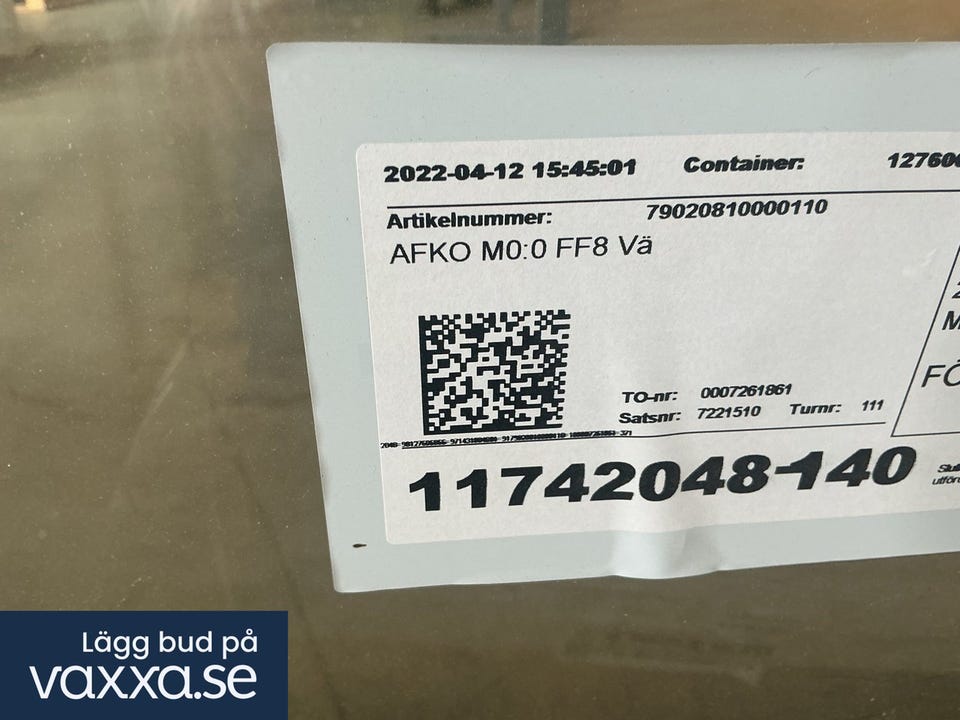 2022-04-12 15:45:01 Container:
Artikelnummer: 79020810000110
AFKO M0:0 FF8 Vä
TO-nr: 0007261861
Satsnr: 7221510 Turnr: 111
11742048-140
Lägg bud på
vaxxa.se